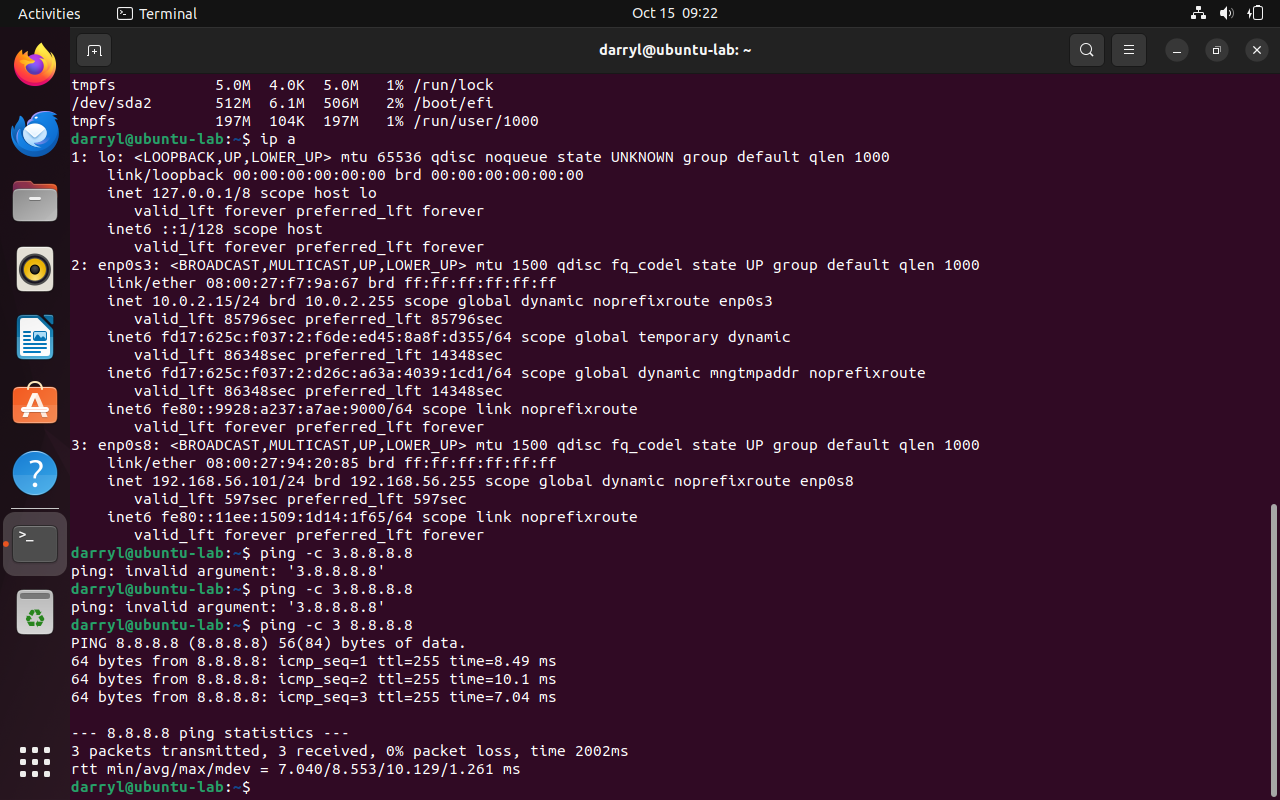 Activities
Terminal
Oct 15 09:22
darryl@ubuntu-lab: ~
tmpfs           5.0M  4.0K  5.0M   1% /run/lock
/dev/sda2       512M  6.1M  506M   2% /boot/efi
tmpfs           197M  104K  197M   1% /run/user/1000
darryl@ubuntu-lab:~$ ip a
1: lo: <LOOPBACK,UP,LOWER_UP> mtu 65536 qdisc noqueue state UNKNOWN group default qlen 1000
    link/loopback 00:00:00:00:00:00 brd 00:00:00:00:00:00
    inet 127.0.0.1/8 scope host lo
       valid_lft forever preferred_lft forever
    inet6 ::1/128 scope host
       valid_lft forever preferred_lft forever
2: enp0s3: <BROADCAST,MULTICAST,UP,LOWER_UP> mtu 1500 qdisc fq_codel state UP group default qlen 1000
    link/ether 08:00:27:f7:9a:67 brd ff:ff:ff:ff:ff:ff
    inet 10.0.2.15/24 brd 10.0.2.255 scope global dynamic noprefixroute enp0s3
       valid_lft 85796sec preferred_lft 85796sec
    inet6 fd17:625c:f037:2:f6de:ed45:8a8f:d355/64 scope global temporary dynamic
       valid_lft 86348sec preferred_lft 14348sec
    inet6 fd17:625c:f037:2:d26c:a63a:4039:1cd1/64 scope global dynamic mngtmpaddr noprefixroute
       valid_lft 86348sec preferred_lft 14348sec
    inet6 fe80::9928:a237:a7ae:9000/64 scope link noprefixroute
       valid_lft forever preferred_lft forever
3: enp0s8: <BROADCAST,MULTICAST,UP,LOWER_UP> mtu 1500 qdisc fq_codel state UP group default qlen 1000
    link/ether 08:00:27:94:20:85 brd ff:ff:ff:ff:ff:ff
    inet 192.168.56.101/24 brd 192.168.56.255 scope global dynamic noprefixroute enp0s8
       valid_lft 597sec preferred_lft 597sec
    inet6 fe80::11ee:1509:1d14:1f65/64 scope link noprefixroute
       valid_lft forever preferred_lft forever
darryl@ubuntu-lab:~$ ping -c 3.8.8.8.8
ping: invalid argument: '3.8.8.8.8'
darryl@ubuntu-lab:~$ ping -c 3.8.8.8.8
ping: invalid argument: '3.8.8.8.8'
darryl@ubuntu-lab:~$ ping -c 3 8.8.8.8
PING 8.8.8.8 (8.8.8.8) 56(84) bytes of data.
64 bytes from 8.8.8.8: icmp_seq=1 ttl=255 time=8.49 ms
64 bytes from 8.8.8.8: icmp_seq=2 ttl=255 time=10.1 ms
64 bytes from 8.8.8.8: icmp_seq=3 ttl=255 time=7.04 ms

--- 8.8.8.8 ping statistics ---
3 packets transmitted, 3 received, 0% packet loss, time 2002ms
rtt min/avg/max/mdev = 7.040/8.553/10.129/1.261 ms
darryl@ubuntu-lab:~$